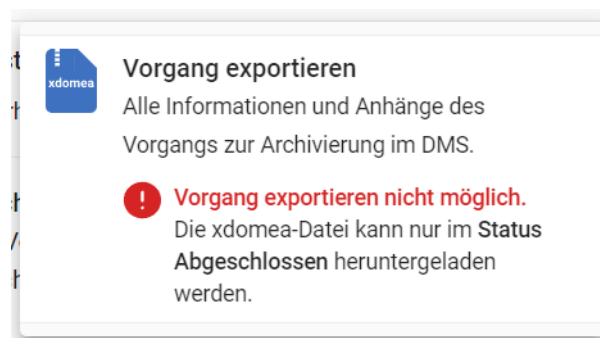 xdomea
Vorgang exportieren
Alle Informationen und Anhänge des
Vorgangs zur Archivierung im DMS.
! Vorgang exportieren nicht möglich.
Die xdomea-Datei kann nur im Status
Abgeschlossen heruntergeladen
werden.